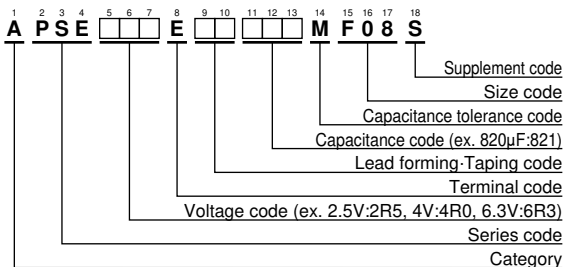 1 2 3 4 5 6 7 8 9 10 11 12 13 14 15 16 17 18
A PSE E M F08 S
Supplement code
Size code
Capacitance tolerance code
Capacitance code (ex. 820µF:821)
Lead forming·Taping code
Terminal code
Voltage code (ex. 2.5V:2R5, 4V:4R0, 6.3V:6R3)
Series code
Category